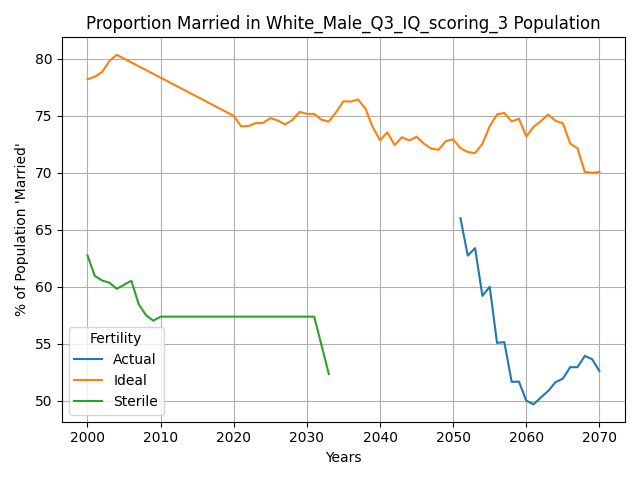 Proportion Married in White_Male_Q3_IQ_scoring_3 Population
% of Population 'Married'
80
75
70
65
60
55
50
Fertility
Actual
Ideal
Sterile
2000 2010 2020 2030 2040 2050 2060 2070
Years